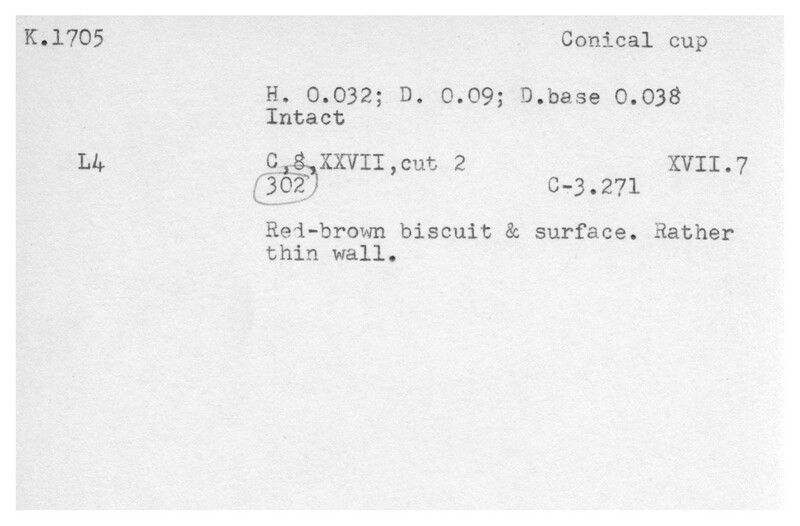 K.1705 Conical cup
H. 0.032; D. 0.09; D.base 0.038
Intact
L4 C,8,XXVII,cut 2 XVII.7
302 C-3.271
Red-brown biscuit & surface. Rather
thin wall.